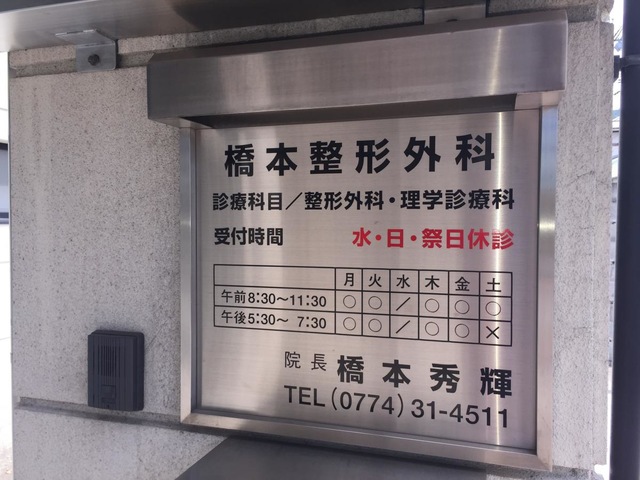 橋本整形外科
診療科目／整形外科・理学診療科
受付時間 水・日・祭日休診
月 火 水 木 金 土
午前8:30～11:30 ○ ○ ／ ○ ○ ○
午後5:30～ 7:30 ○ ○ ／ ○ ○ ×
院長 橋本秀輝
TEL(0774)31-4511